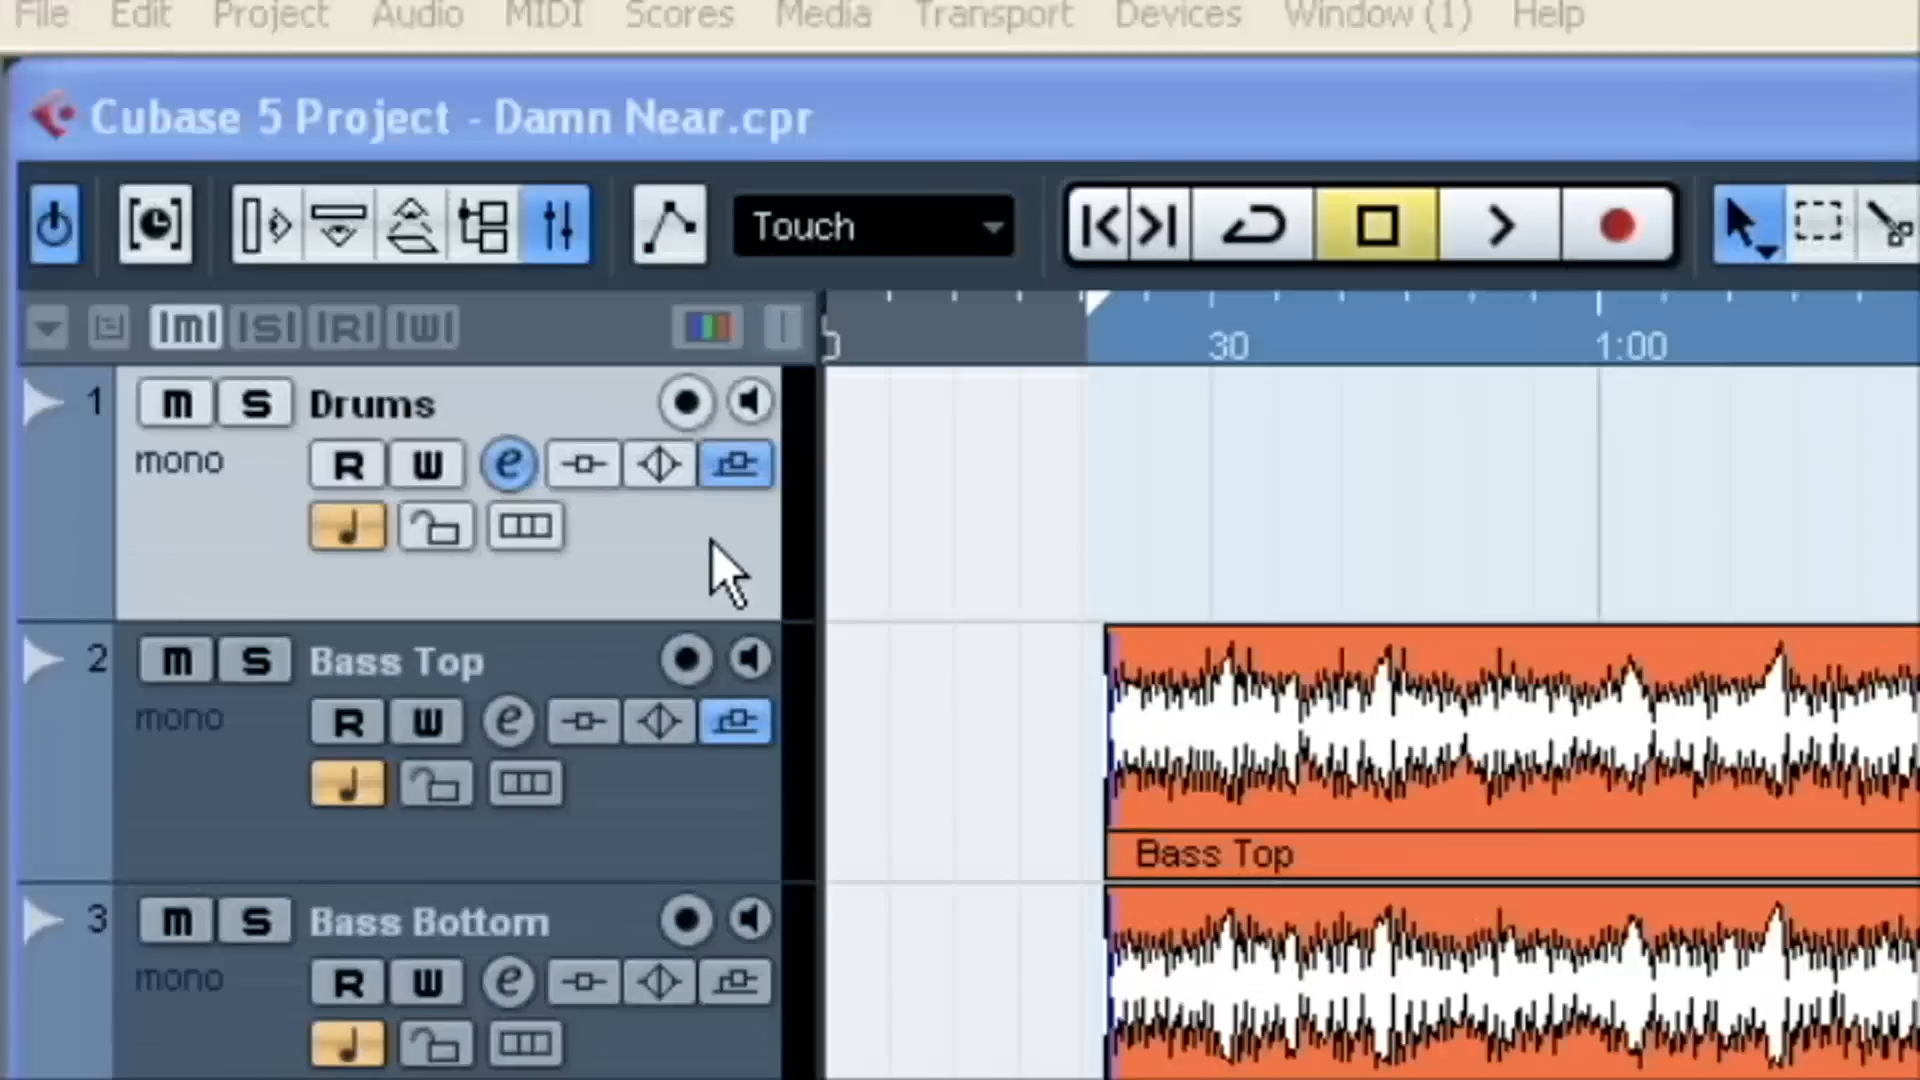 File Edit Project Audio MIDI Scores Media Transport Devices Window (1) Help
Cubase 5 Project - Damn Near.cpr
Touch
m S R W
0 30 1:00
1 m S Drums
mono R W e
2 m S Bass Top
mono R W e
Bass Top
3 m S Bass Bottom
mono R W e